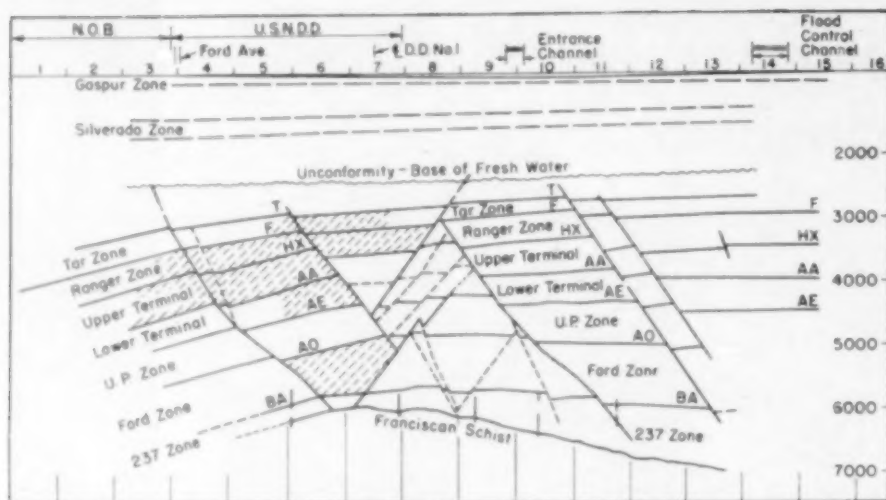 N.O.B. U.S.N.D.D. Flood
Ford Ave. ℄ D.D. No.1 Entrance Control
Channel Channel
1 2 3 4 5 6 7 8 9 10 11 12 13 14 15 16
Gaspur Zone
Silverado Zone
2000
Unconformity - Base of Fresh Water
T T
F Tar Zone F F
3000
HX Ranger Zone HX HX
Tar Zone
Ranger Zone AA Upper Terminal AA AA
4000
Upper Terminal AE Lower Terminal AE AE
Lower Terminal U.P. Zone
AO AO
5000
U.P. Zone Ford Zone
BA BA
6000
Ford Zone Franciscan Schist 237 Zone
237 Zone
7000